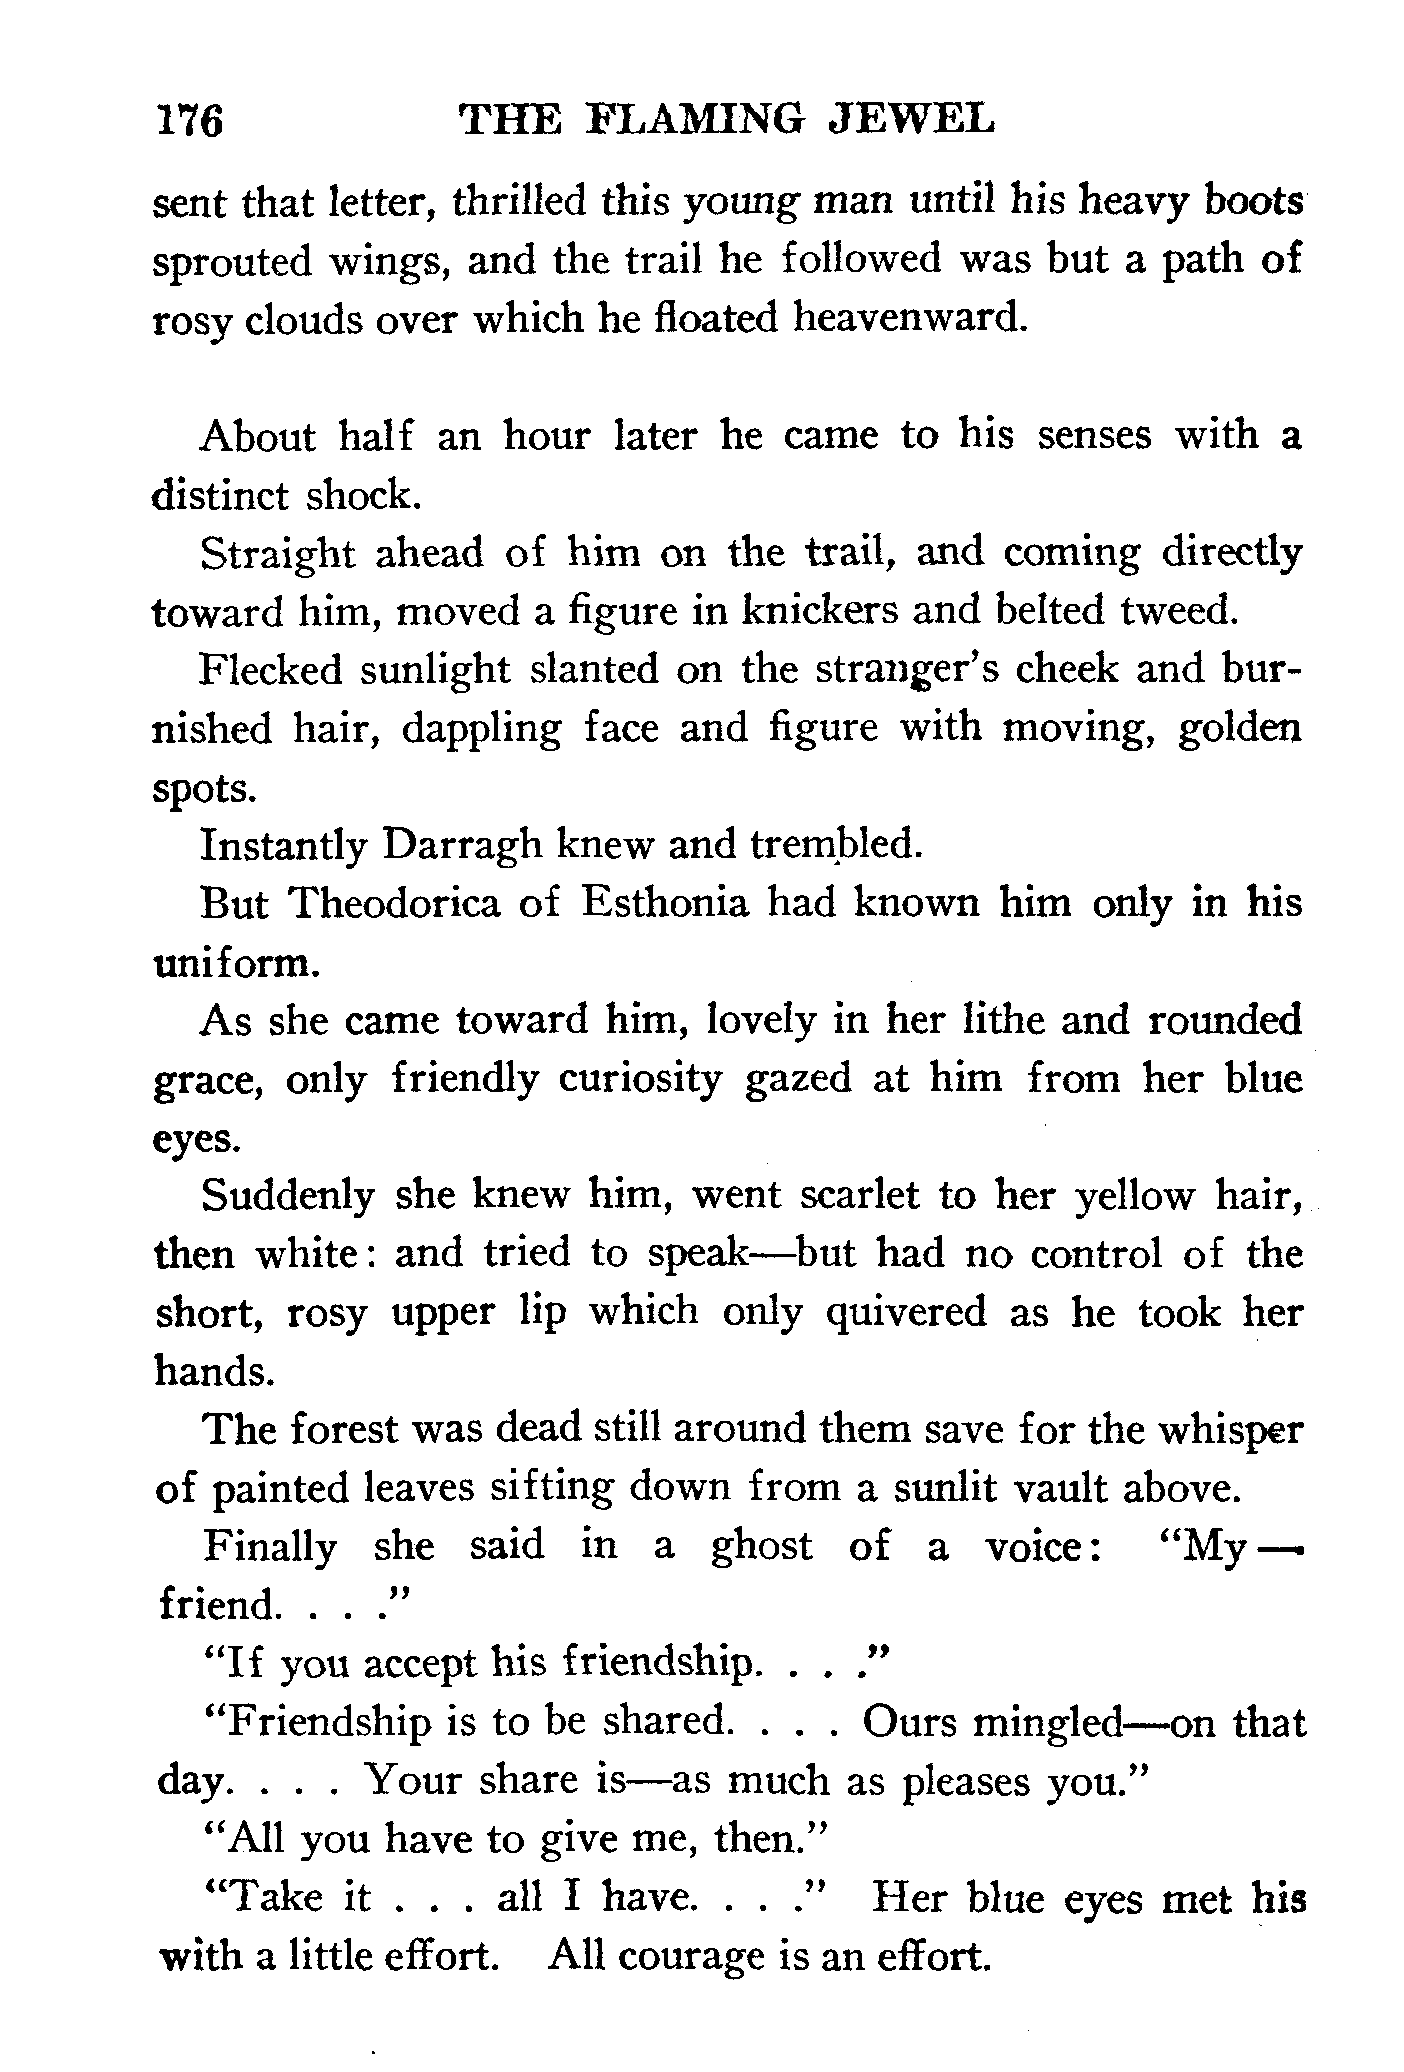 176 THE FLAMING JEWEL
sent that letter, thrilled this young man until his heavy boots
sprouted wings, and the trail he followed was but a path of
rosy clouds over which he floated heavenward.
About half an hour later he came to his senses with a
distinct shock.
Straight ahead of him on the trail, and coming directly
toward him, moved a figure in knickers and belted tweed.
Flecked sunlight slanted on the stranger's cheek and bur-
nished hair, dappling face and figure with moving, golden
spots.
Instantly Darragh knew and trembled.
But Theodorica of Esthonia had known him only in his
uniform.
As she came toward him, lovely in her lithe and rounded
grace, only friendly curiosity gazed at him from her blue
eyes.
Suddenly she knew him, went scarlet to her yellow hair,
then white: and tried to speak—but had no control of the
short, rosy upper lip which only quivered as he took her
hands.
The forest was dead still around them save for the whisper
of painted leaves sifting down from a sunlit vault above.
Finally she said in a ghost of a voice: "My—
friend. . . ."
"If you accept his friendship. . . ."
"Friendship is to be shared. . . . Ours mingled—on that
day. . . . Your share is—as much as pleases you."
"All you have to give me, then."
"Take it . . . all I have. . . ." Her blue eyes met his
with a little effort. All courage is an effort.